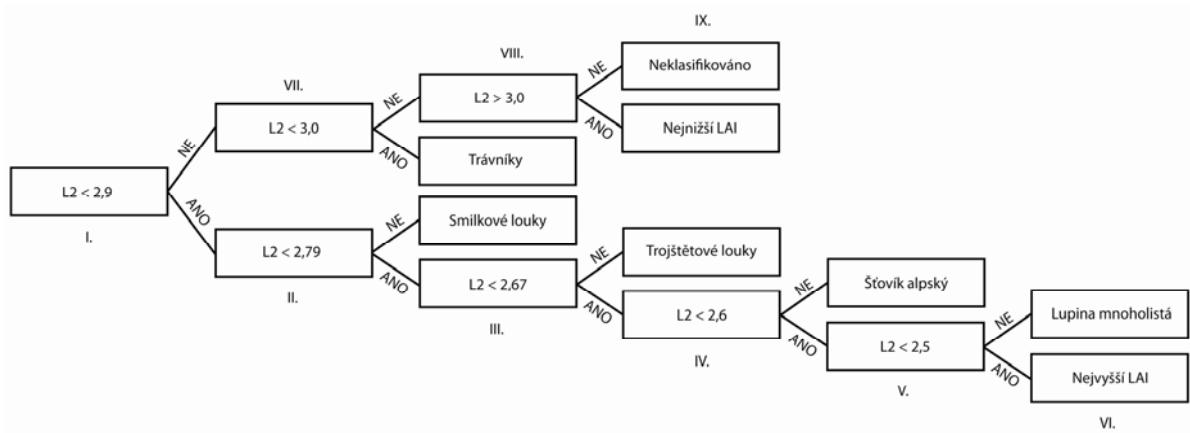 IX.
VIII.
NE
Neklasifikováno
VII.
L2 > 3,0
NE
ANO
Nejnižší LAI
L2 < 3,0
NE
ANO
Trávníky
L2 < 2,9
I.
ANO
NE
Smilkové louky
L2 < 2,79
II.
ANO
NE
Trojštětové louky
L2 < 2,67
III.
ANO
NE
Šťovík alpský
L2 < 2,6
IV.
ANO
NE
Lupina mnoholistá
L2 < 2,5
V.
ANO
Nejvyšší LAI
VI.